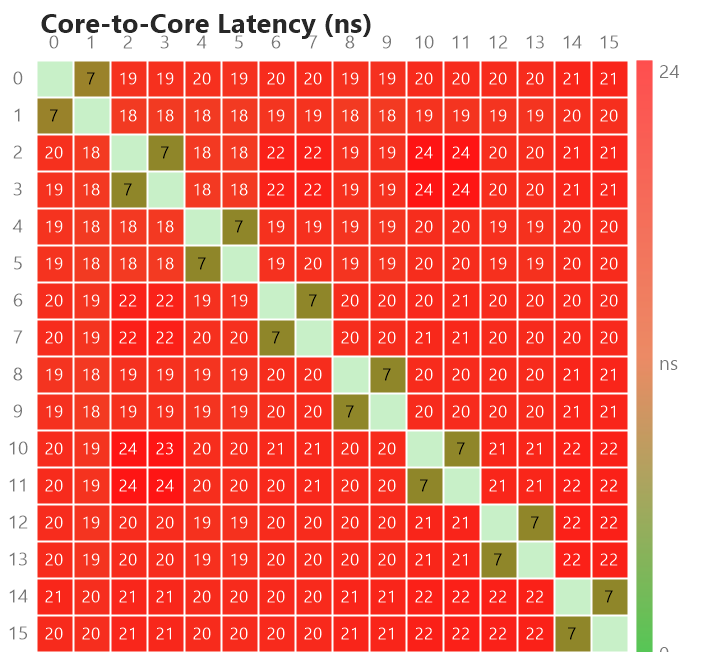 Core-to-Core Latency (ns)
0 1 2 3 4 5 6 7 8 9 10 11 12 13 14 15
0 7 19 19 20 19 20 20 19 19 20 20 20 20 21 21
1 7 18 18 18 18 19 19 18 18 19 19 19 19 20 20
2 20 18 7 18 18 22 22 19 19 24 24 20 20 21 21
3 19 18 7 18 18 22 22 19 19 24 24 20 20 21 21
4 19 18 18 18 7 19 19 19 19 20 20 19 19 20 20
5 19 18 18 18 7 19 20 19 19 20 20 19 19 20 20
6 20 19 22 22 19 19 7 20 20 20 21 20 20 20 20
7 20 19 22 22 20 20 7 20 20 21 21 20 20 20 20
8 19 18 19 19 19 19 20 20 7 20 20 20 20 21 21
9 19 18 19 19 19 19 20 20 7 20 20 20 20 21 21
10 20 19 24 23 20 20 21 21 20 20 7 21 21 22 22
11 20 19 24 24 20 20 20 21 20 20 7 21 21 22 22
12 20 19 20 20 19 19 20 20 20 20 21 21 7 22 22
13 20 19 20 20 19 19 20 20 20 20 21 21 7 22 22
14 21 20 21 21 20 20 20 20 21 21 22 22 22 22 7
15 20 20 21 21 20 20 20 20 21 21 22 22 22 22 7
24
ns
0